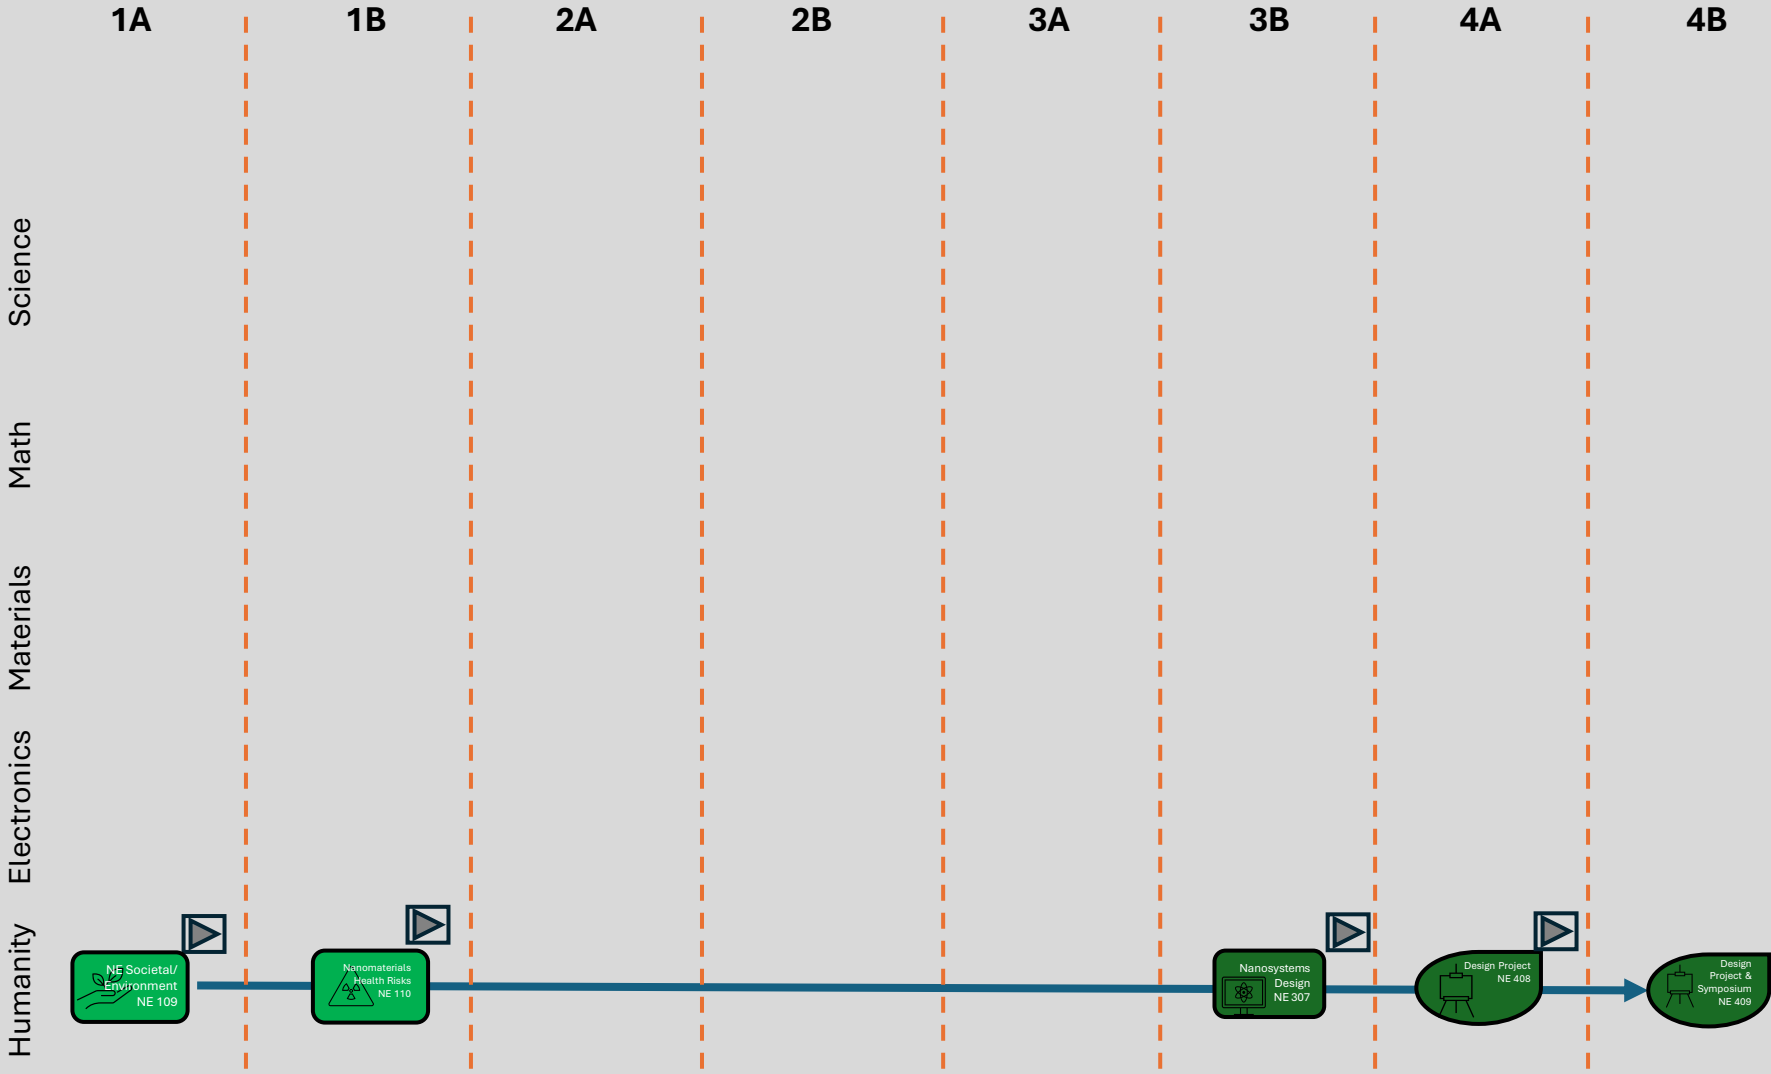 1A
1B
2A
2B
3A
3B
4A
4B
Science
Math
Materials
Electronics
Humanity
NE Societal/
Environment
NE 109
Nanomaterials
Health Risks
NE 110
Nanosystems
Design
NE 307
Design Project
NE 408
Design
Project &
Symposium
NE 409